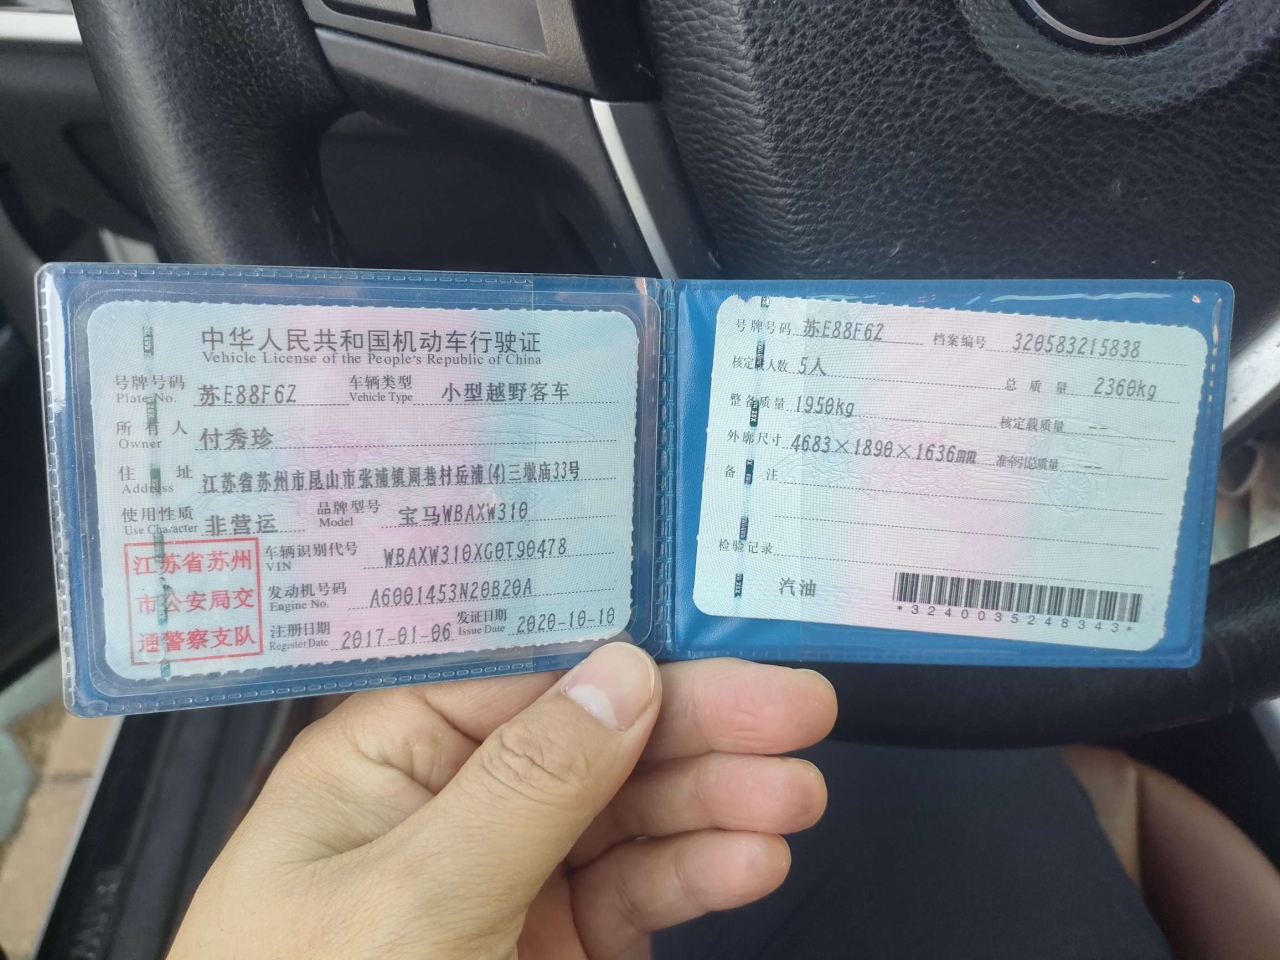 中华人民共和国机动车行驶证
Vehicle License of the People's Republic of China
号牌号码 苏E88F6Z 车辆类型 小型越野客车
Plate No. Vehicle Type
所有人 付秀珍
Owner
住址 江苏省苏州市昆山市张浦镇周巷村岳浦(4)三墩庙33号
Address
使用性质 非营运 品牌型号 宝马WBAXW310
Use Character Model
车辆识别代号 WBAXW310XG0T90478
VIN
发动机号码 A6001453N20B20A
Engine No.
注册日期 2017-01-06 发证日期 2020-10-10
Register Date Issue Date
江苏省苏州
市公安局交
通警察支队
号牌号码 苏E88F6Z 档案编号 320583215838
核定载人数 5人 总质量 2360kg
整备质量 1950kg 核定载质量 --
外廓尺寸 4683×1890×1636mm 准牵引总质量 --
备注
检验记录
汽油
*3240035248343*